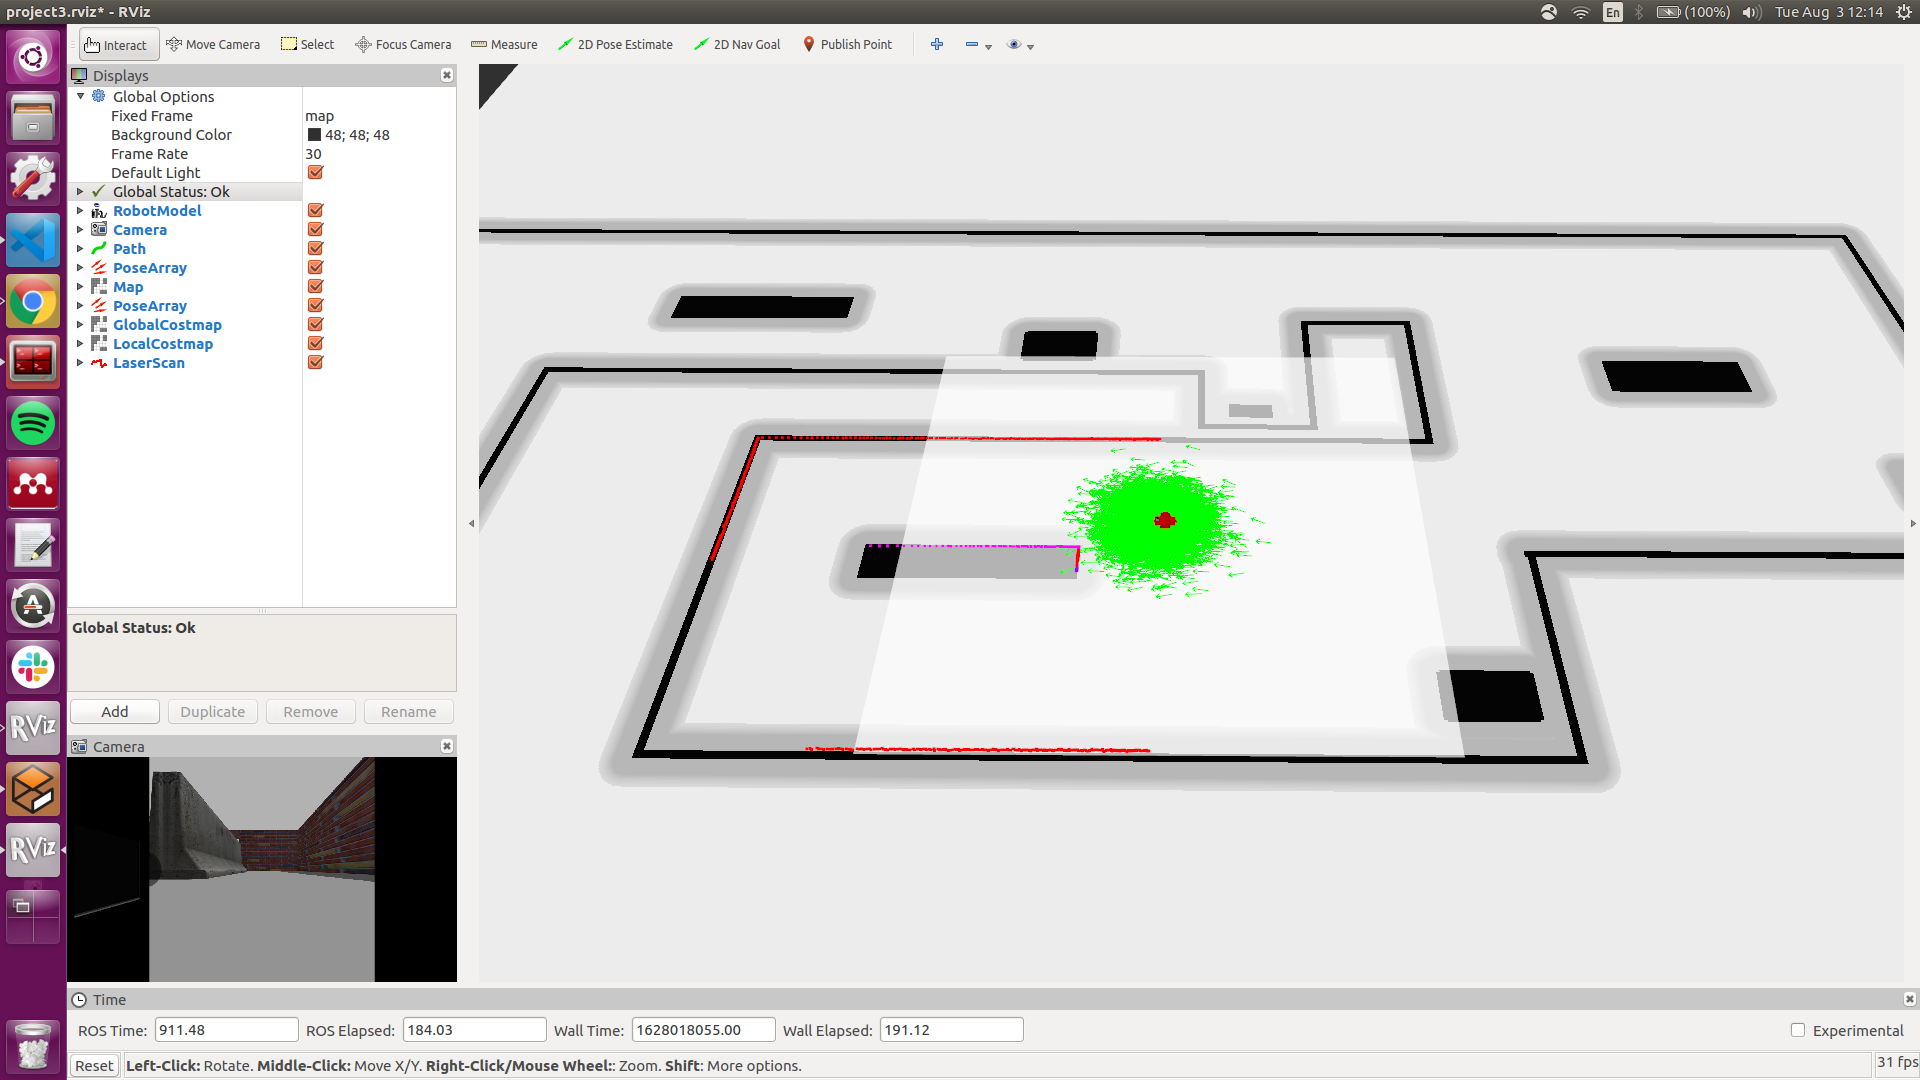 project3.rviz* - RViz
En
(100%)
Tue Aug 3 12:14
Interact
Move Camera
Select
Focus Camera
Measure
2D Pose Estimate
2D Nav Goal
Publish Point
Displays
Global Options
Fixed Frame map
Background Color 48; 48; 48
Frame Rate 30
Default Light
Global Status: Ok
RobotModel
Camera
Path
PoseArray
Map
PoseArray
GlobalCostmap
LocalCostmap
LaserScan
Global Status: Ok
Add Duplicate Remove Rename
RViz
Camera
RViz
Time
ROS Time: 911.48 ROS Elapsed: 184.03 Wall Time: 1628018055.00 Wall Elapsed: 191.12 Experimental
Reset Left-Click: Rotate. Middle-Click: Move X/Y. Right-Click/Mouse Wheel:: Zoom. Shift: More options. 31 fps